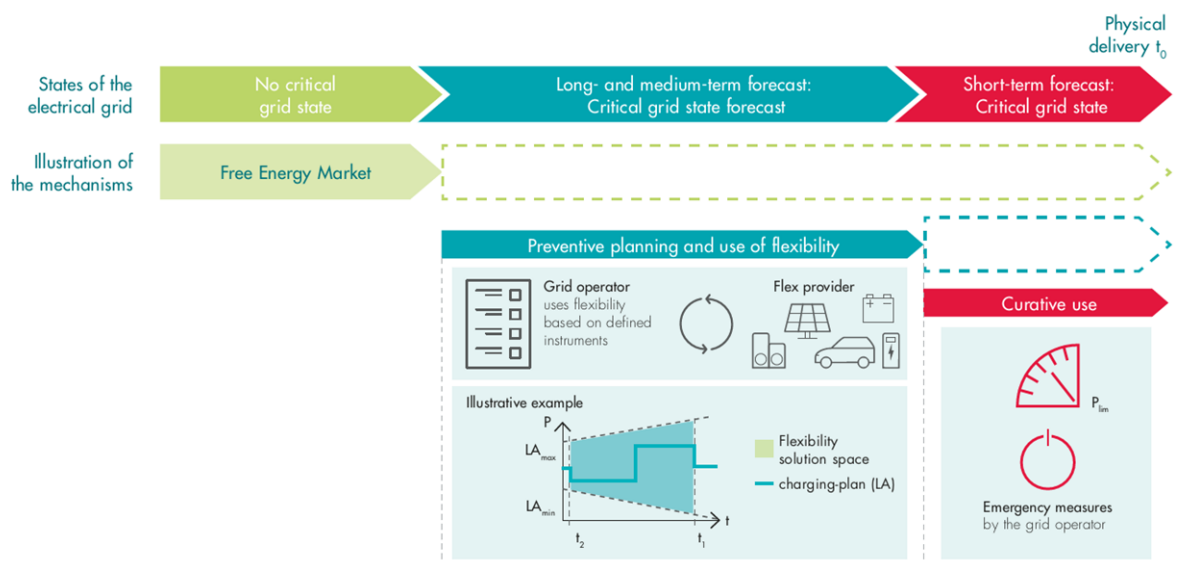 Physical
delivery t₀
States of the
electrical grid
No critical
grid state
Long- and medium-term forecast:
Critical grid state forecast
Short-term forecast:
Critical grid state
Illustration of
the mechanisms
Free Energy Market
Preventive planning and use of flexibility
Grid operator
uses flexibility
based on defined
instruments
Flex provider
Curative use
Illustrative example
P
LAmax
LAmin
t
t₂
t₁
Flexibility
solution space
charging-plan (LA)
Plim
Emergency measures
by the grid operator